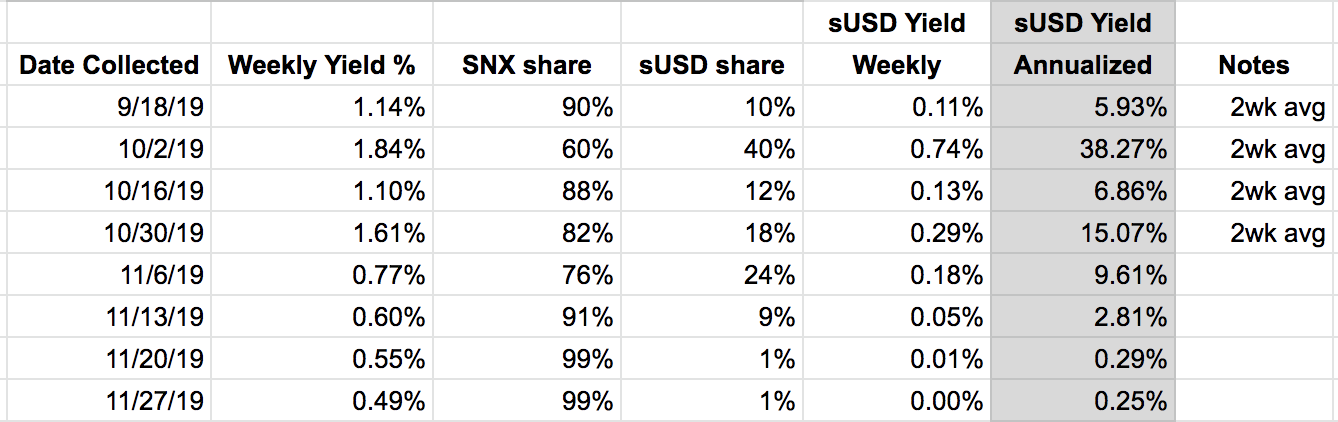 sUSD Yield sUSD Yield
Date Collected Weekly Yield % SNX share sUSD share Weekly Annualized Notes
9/18/19 1.14% 90% 10% 0.11% 5.93% 2wk avg
10/2/19 1.84% 60% 40% 0.74% 38.27% 2wk avg
10/16/19 1.10% 88% 12% 0.13% 6.86% 2wk avg
10/30/19 1.61% 82% 18% 0.29% 15.07% 2wk avg
11/6/19 0.77% 76% 24% 0.18% 9.61%
11/13/19 0.60% 91% 9% 0.05% 2.81%
11/20/19 0.55% 99% 1% 0.01% 0.29%
11/27/19 0.49% 99% 1% 0.00% 0.25%